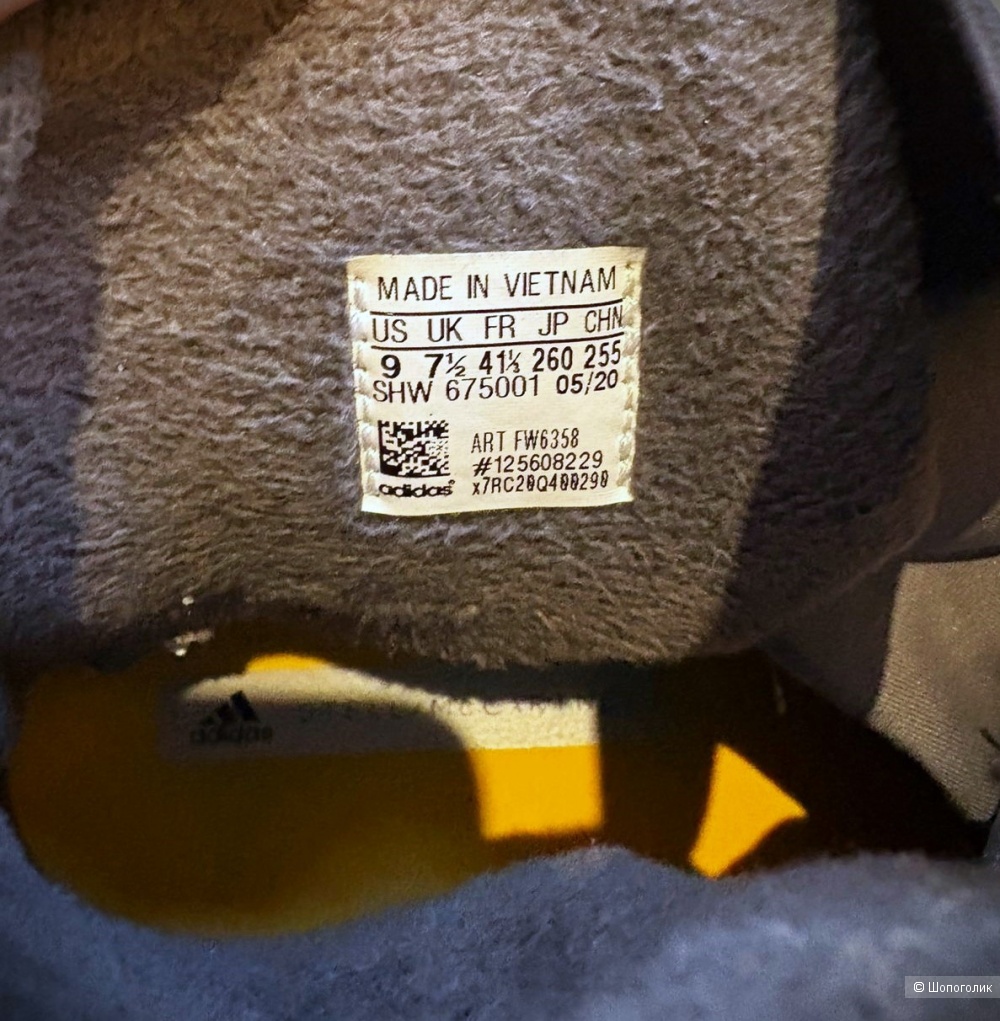 MADE IN VIETNAM
US UK FR JP CHN
9 7½ 41⅓ 260 255
SHW 675001 05/20
ART FW6358
#125608229
adidas® x7RC20Q400290
adidas
© Шопоголик